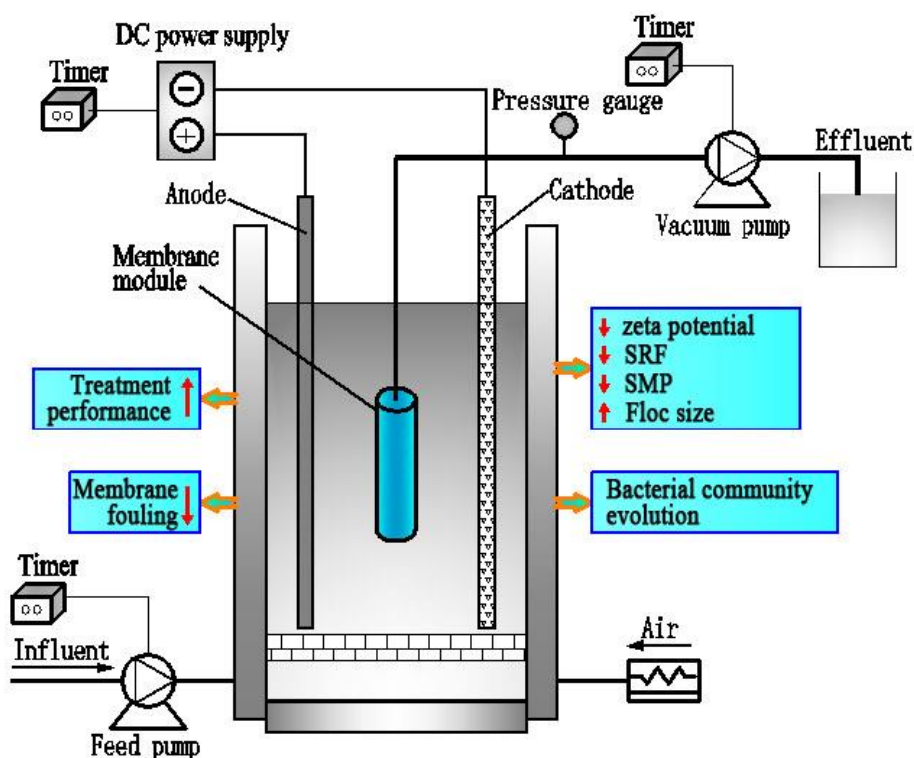 DC power supply
Timer
Timer
Pressure gauge
Effluent
Anode
Cathode
Vacuum pump
Membrane
module
zeta potential
SRF
SMP
Floc size
Treatment
performance
Membrane
fouling
Bacterial community
evolution
Timer
Influent
Air
Feed pump